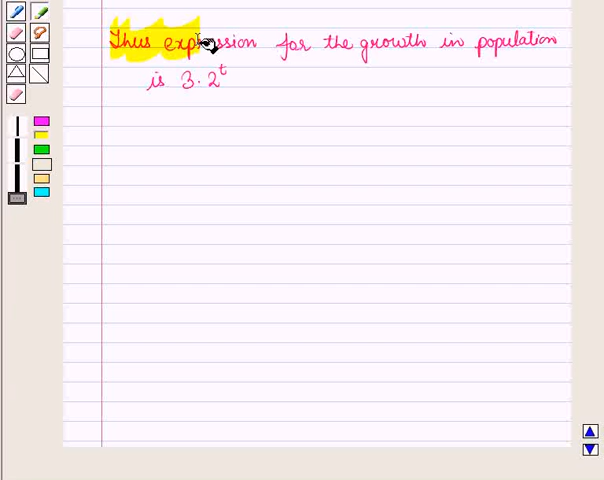 Thus expression for the growth in population
is 3.2^t